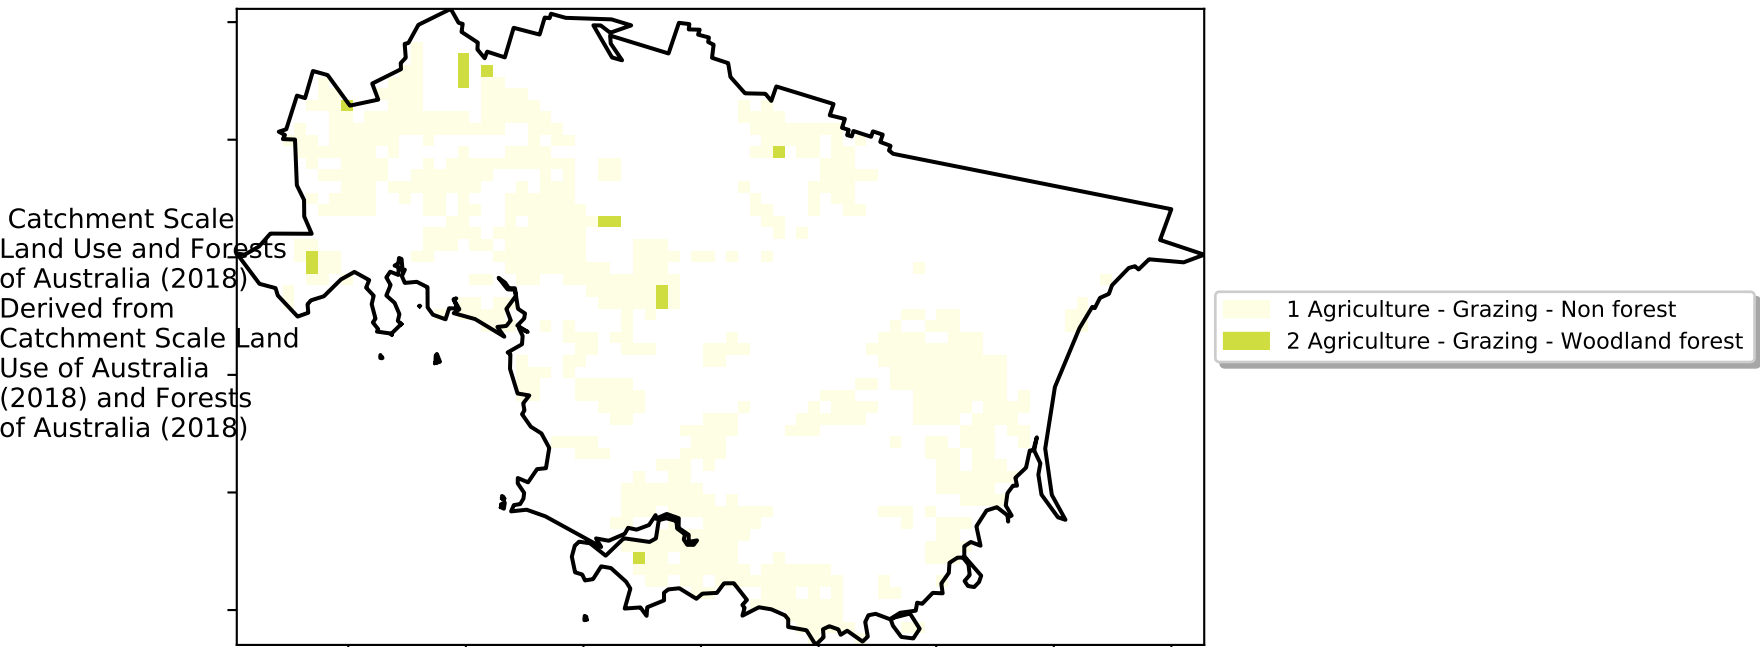 Catchment Scale
Land Use and Forests
of Australia (2018)
Derived from
Catchment Scale Land
Use of Australia
(2018) and Forests
of Australia (2018)
1 Agriculture - Grazing - Non forest
2 Agriculture - Grazing - Woodland forest